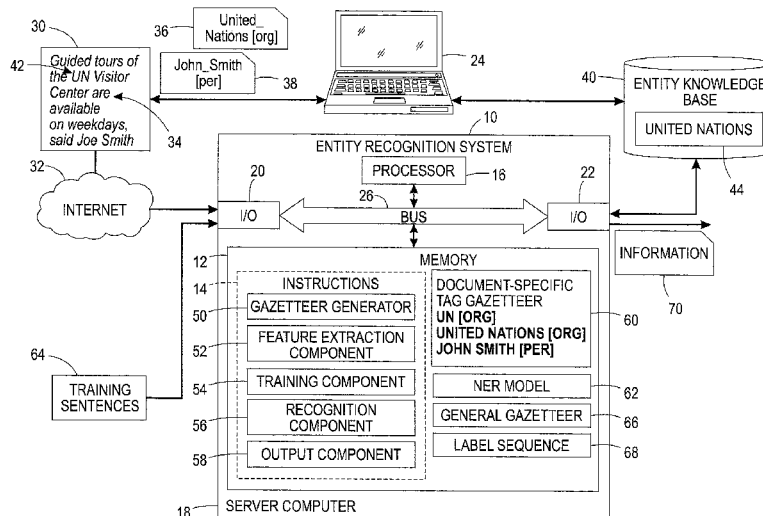 36
United_
Nations [org]
30
42
Guided tours of
the UN Visitor
Center are
available
on weekdays,
said Joe Smith
34
John_Smith
[per]
38
24
40
ENTITY KNOWLEDGE
BASE
UNITED NATIONS
44
10
ENTITY RECOGNITION SYSTEM
PROCESSOR
16
32
INTERNET
20
I/O
26
BUS
22
I/O
INFORMATION
70
12
MEMORY
14
INSTRUCTIONS
50
GAZETTEER GENERATOR
52
FEATURE EXTRACTION
COMPONENT
54
TRAINING COMPONENT
56
RECOGNITION
COMPONENT
58
OUTPUT COMPONENT
DOCUMENT-SPECIFIC
TAG GAZETTEER
UN [ORG]
UNITED NATIONS [ORG]
JOHN SMITH [PER]
60
NER MODEL
62
GENERAL GAZETTEER
66
LABEL SEQUENCE
68
64
TRAINING
SENTENCES
18
SERVER COMPUTER